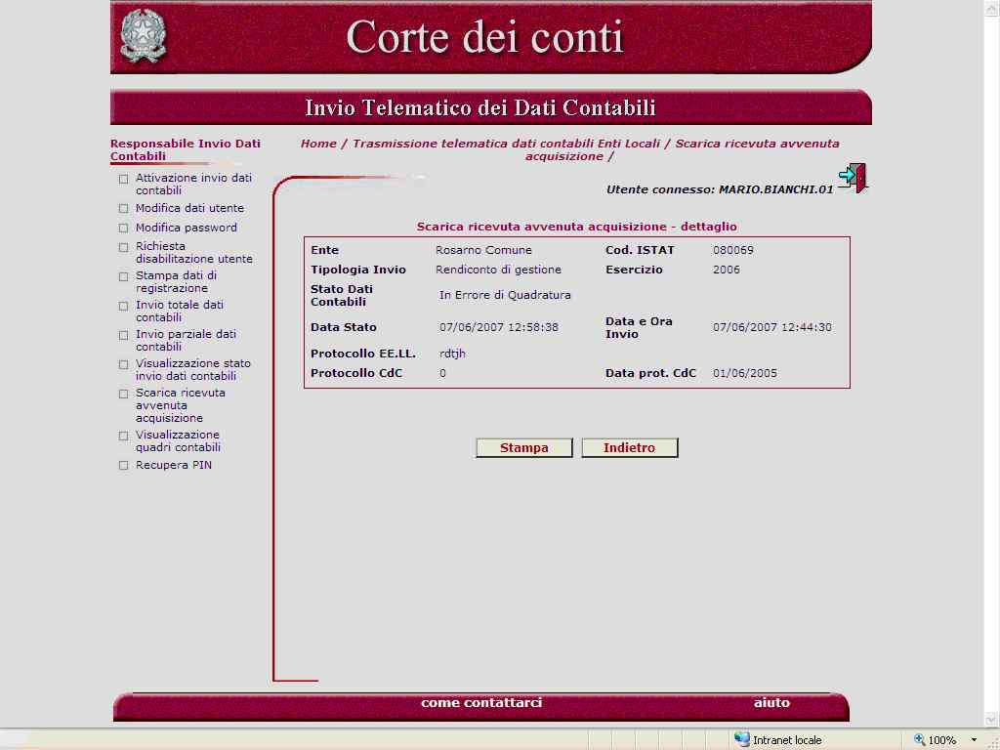 Corte dei conti
Invio Telematico dei Dati Contabili
Responsabile Invio Dati
Contabili
Attivazione invio dati
contabili
Modifica dati utente
Modifica password
Richiesta
disabilitazione utente
Stampa dati di
registrazione
Invio totale dati
contabili
Invio parziale dati
contabili
Visualizzazione stato
invio dati contabili
Scarica ricevuta
avvenuta
acquisizione
Visualizzazione
quadri contabili
Recupera PIN
Home / Trasmissione telematica dati contabili Enti Locali / Scarica ricevuta avvenuta
acquisizione /
Utente connesso: MARIO.BIANCHI.01
Scarica ricevuta avvenuta acquisizione - dettaglio
Ente Rosarno Comune Cod. ISTAT 080069
Tipologia Invio Rendiconto di gestione Esercizio 2006
Stato Dati
Contabili In Errore di Quadratura
Data Stato 07/06/2007 12:58:38 Data e Ora
Invio 07/06/2007 12:44:30
Protocollo EE.LL. rdtjh
Protocollo CdC 0 Data prot. CdC 01/06/2005
Stampa Indietro
come contattarci aiuto
Intranet locale 100%